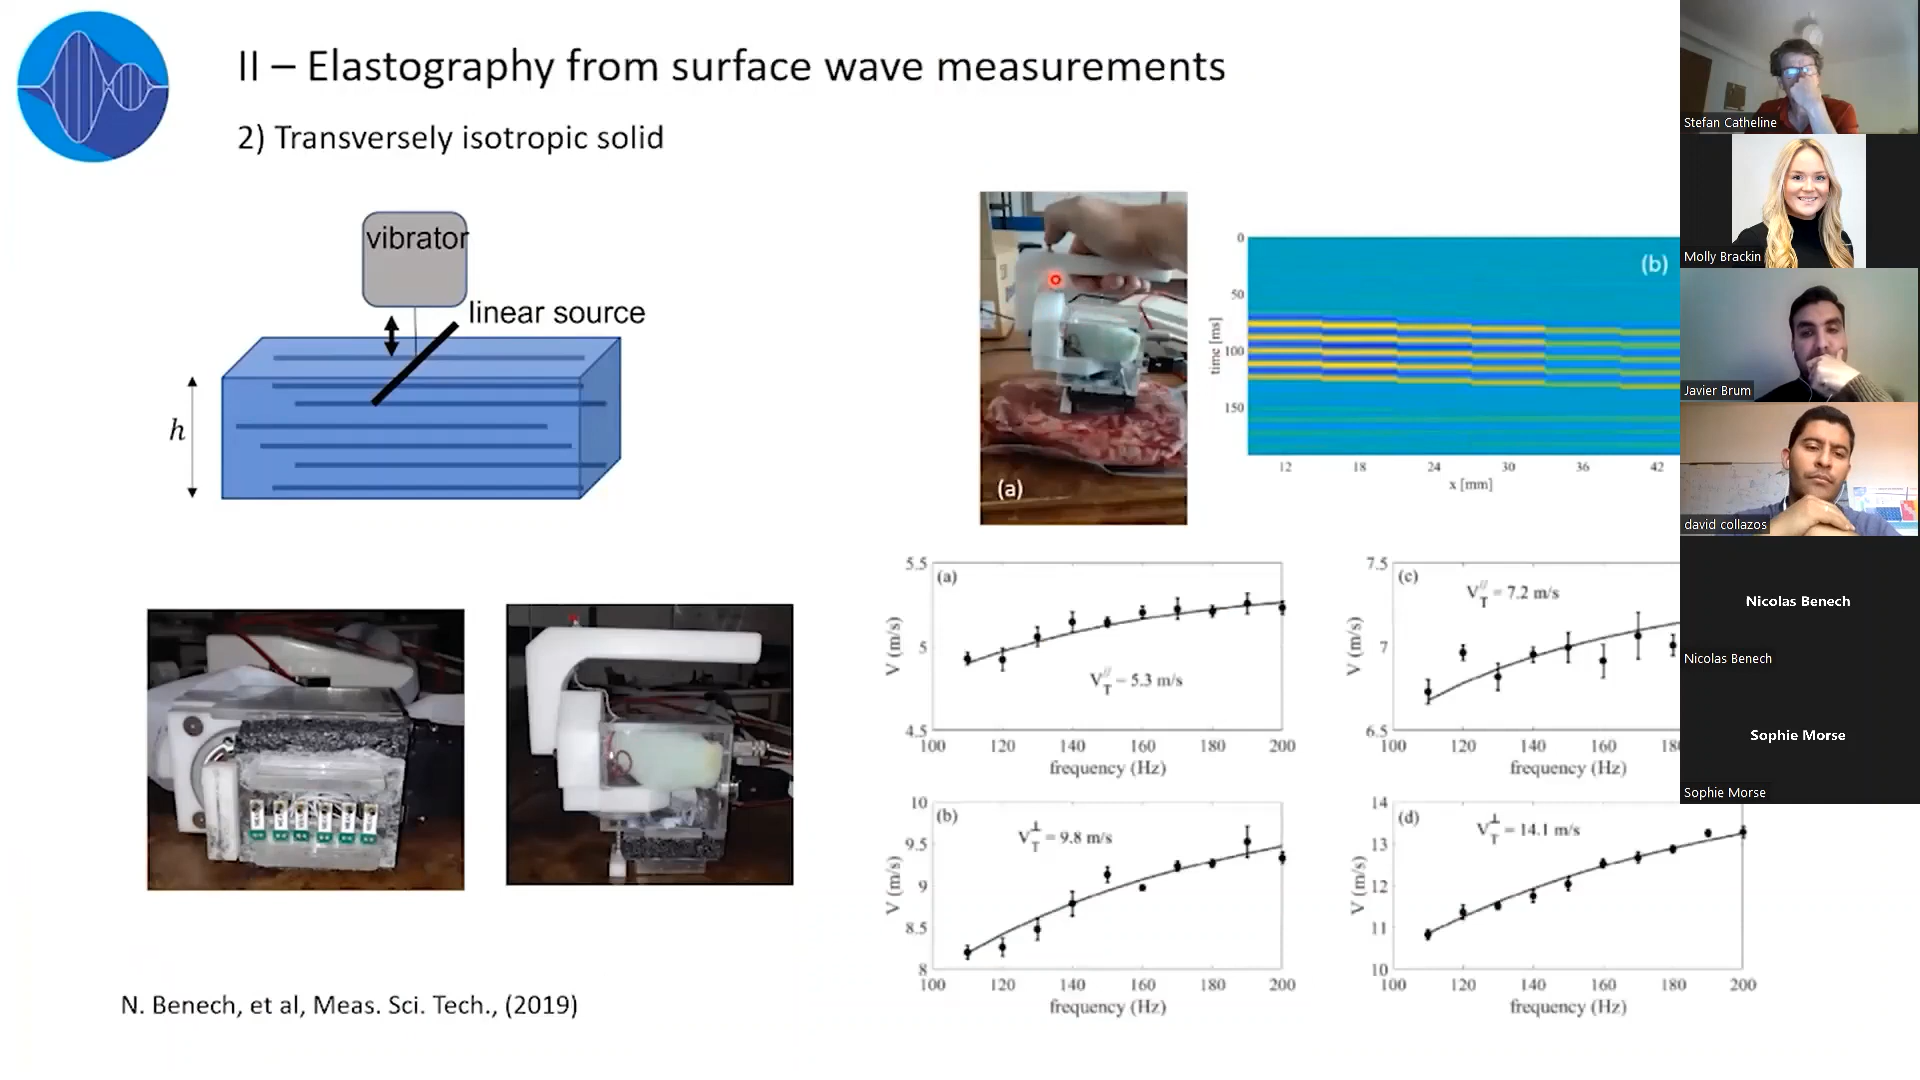 II – Elastography from surface wave measurements
2) Transversely isotropic solid
vibrator
linear source
h
(a)
(b)
0
50
100
150
time [ms]
12 18 24 30 36 42
x [mm]
(a)
5.5
5
4.5
V (m/s)
V_T^// = 5.3 m/s
100 120 140 160 180 200
frequency (Hz)
(c)
7.5
7
6.5
V (m/s)
V_T^// = 7.2 m/s
100 120 140 160 18
frequency (Hz)
(b)
10
9.5
9
8.5
8
V (m/s)
V_T^⊥ = 9.8 m/s
100 120 140 160 180 200
frequency (Hz)
(d)
14
13
12
11
10
V (m/s)
V_T^⊥ = 14.1 m/s
100 120 140 160 180 200
frequency (Hz)
N. Benech, et al, Meas. Sci. Tech., (2019)
Stefan Catheline
Molly Brackin
Javier Brum
david collazos
Nicolas Benech
Nicolas Benech
Sophie Morse
Sophie Morse